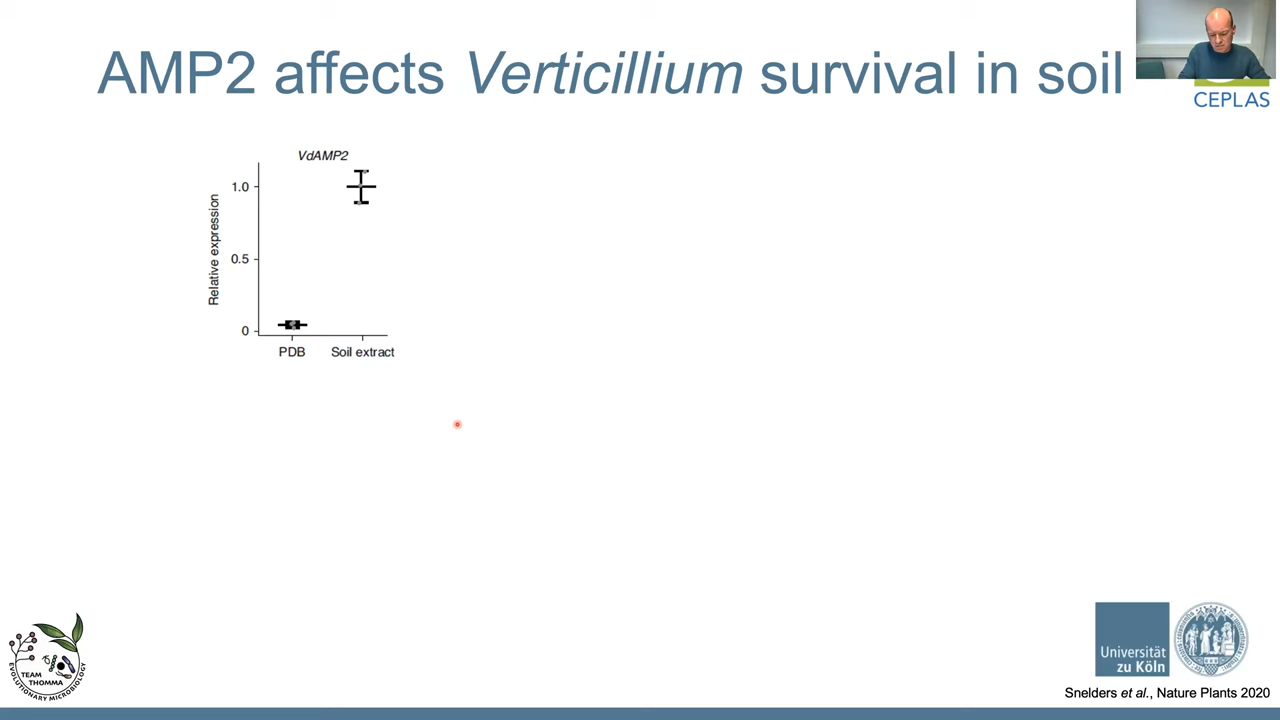 AMP2 affects Verticillium survival in soil
CEPLAS
VdAMP2
Relative expression
1.0
0.5
0
PDB
Soil extract
TEAM
THOMMA
EVOLUTIONARY MICROBIOLOGY
Universität
zu Köln
Snelders et al., Nature Plants 2020